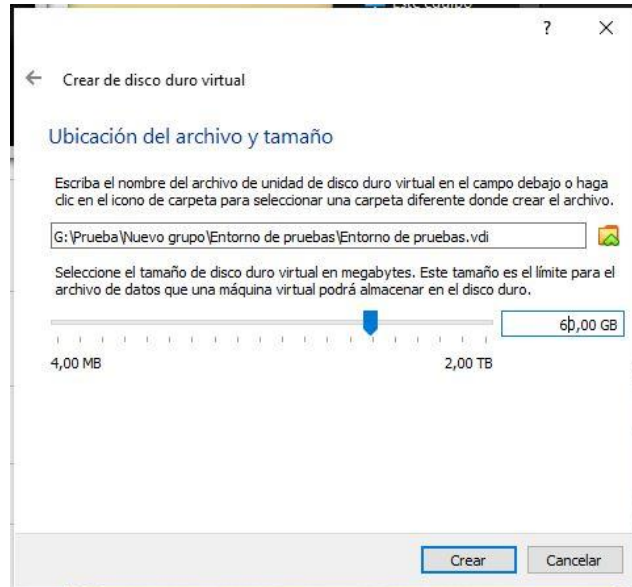 Este equipo
?
Crear de disco duro virtual
Ubicación del archivo y tamaño
Escriba el nombre del archivo de unidad de disco duro virtual en el campo debajo o haga
clic en el icono de carpeta para seleccionar una carpeta diferente donde crear el archivo.
G:\Prueba\Nuevo grupo\Entorno de pruebas\Entorno de pruebas.vdi
Seleccione el tamaño de disco duro virtual en megabytes. Este tamaño es el límite para el
archivo de datos que una máquina virtual podrá almacenar en el disco duro.
60,00 GB
4,00 MB 2,00 TB
Crear Cancelar